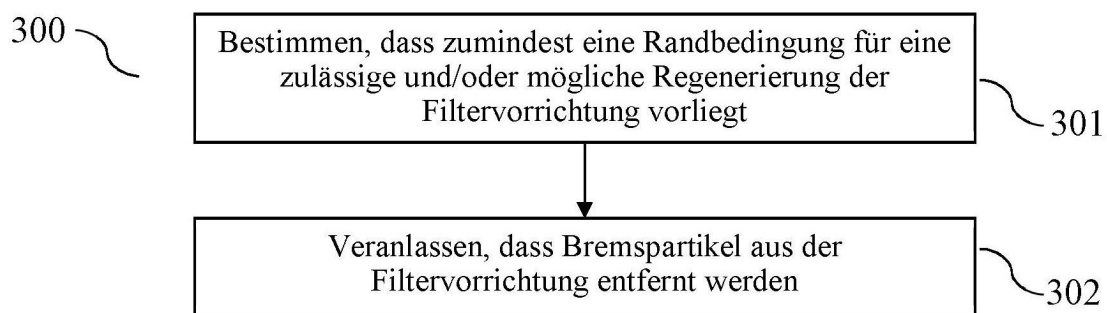 300
Bestimmen, dass zumindest eine Randbedingung für eine
zulässige und/oder mögliche Regenerierung der
Filtervorrichtung vorliegt
301
Veranlassen, dass Bremspartikel aus der
Filtervorrichtung entfernt werden
302